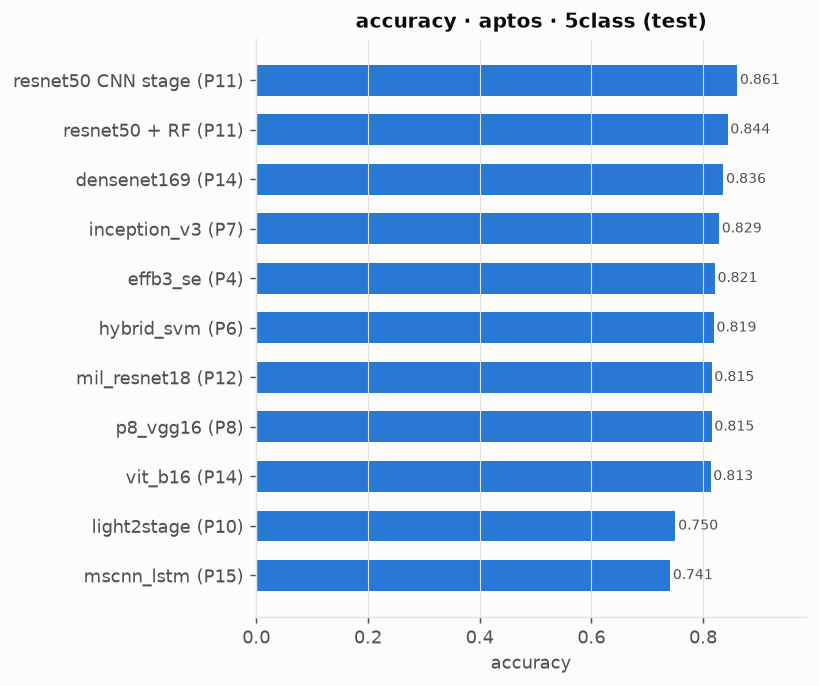 accuracy · aptos · 5class (test)
resnet50 CNN stage (P11) 0.861
resnet50 + RF (P11) 0.844
densenet169 (P14) 0.836
inception_v3 (P7) 0.829
effb3_se (P4) 0.821
hybrid_svm (P6) 0.819
mil_resnet18 (P12) 0.815
p8_vgg16 (P8) 0.815
vit_b16 (P14) 0.813
light2stage (P10) 0.750
mscnn_lstm (P15) 0.741
0.0 0.2 0.4 0.6 0.8
accuracy